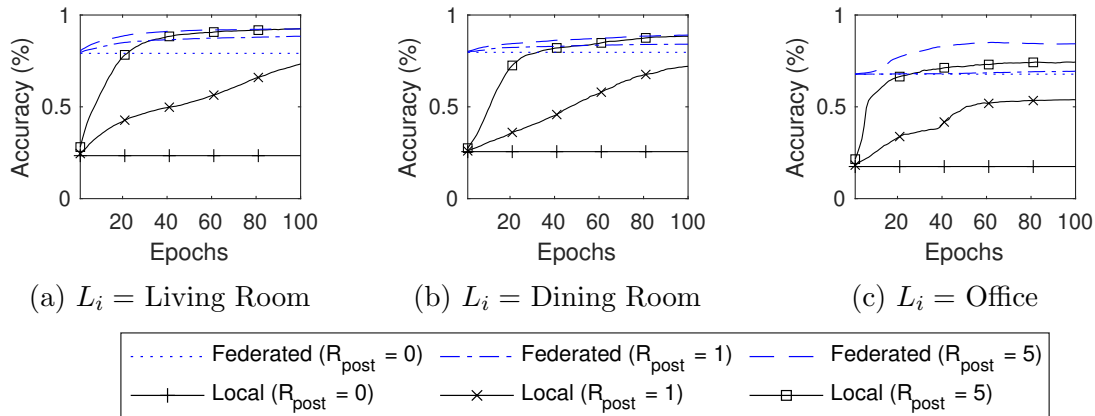 1
0.5
0
Accuracy (%)
20 40 60 80 100
Epochs
(a) L_i = Living Room
1
0.5
0
Accuracy (%)
20 40 60 80 100
Epochs
(b) L_i = Dining Room
1
0.5
0
Accuracy (%)
20 40 60 80 100
Epochs
(c) L_i = Office
Federated (R_post = 0) Federated (R_post = 1) Federated (R_post = 5)
Local (R_post = 0) Local (R_post = 1) Local (R_post = 5)